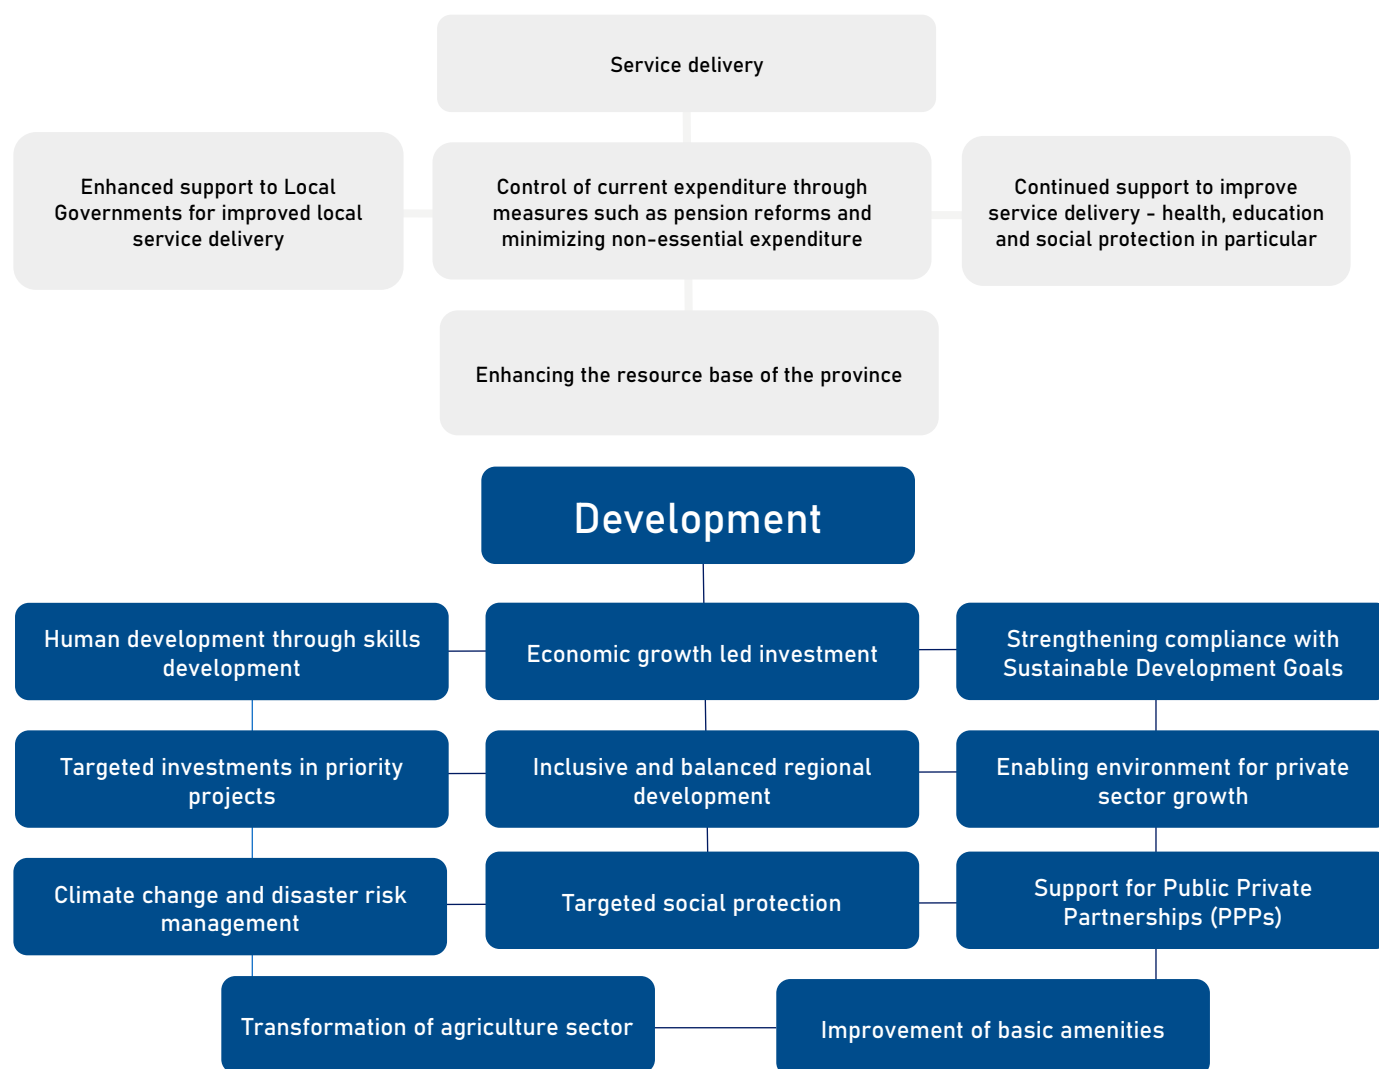 Service delivery
Enhanced support to Local
Governments for improved local
service delivery
Control of current expenditure through
measures such as pension reforms and
minimizing non-essential expenditure
Continued support to improve
service delivery - health, education
and social protection in particular
Enhancing the resource base of the province
Development
Human development through skills
development
Economic growth led investment
Strengthening compliance with
Sustainable Development Goals
Targeted investments in priority
projects
Inclusive and balanced regional
development
Enabling environment for private
sector growth
Climate change and disaster risk
management
Targeted social protection
Support for Public Private
Partnerships (PPPs)
Transformation of agriculture sector
Improvement of basic amenities